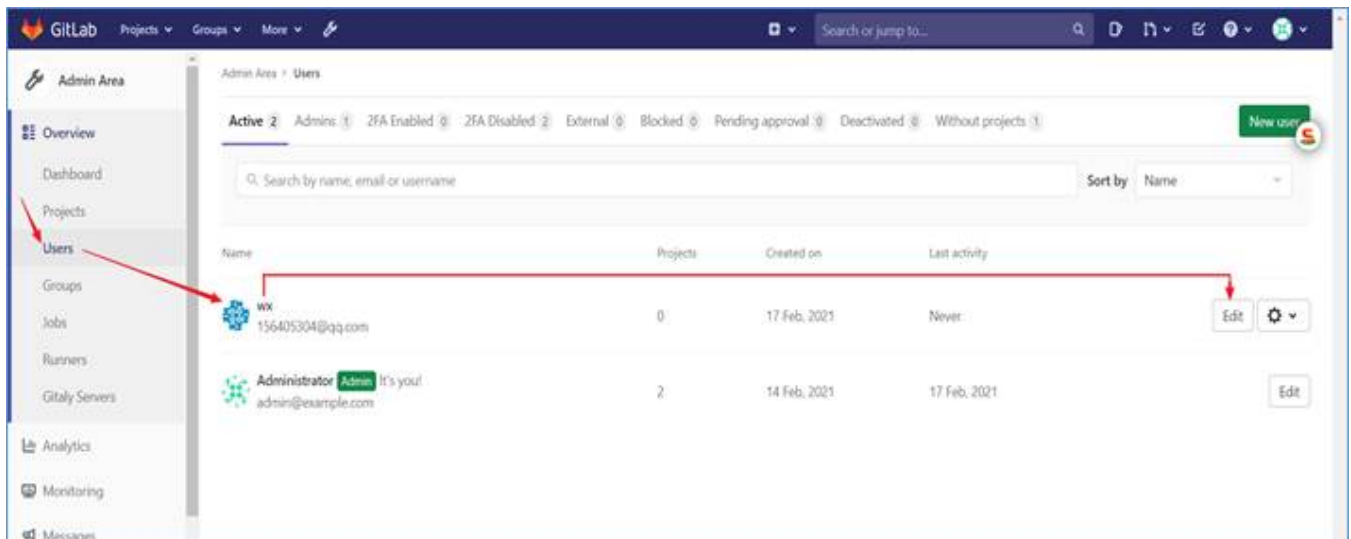 GitLab Projects Groups More Search or jump to...
Admin Area
Overview
Dashboard
Projects
Users
Groups
Jobs
Runners
Gitaly Servers
Analytics
Monitoring
Messages
Admin Area > Users
Active 2 Admins 1 2FA Enabled 0 2FA Disabled 2 External 0 Blocked 0 Pending approval 0 Deactivated 0 Without projects 1 New user
Search by name, email or username Sort by Name
Name Projects Created on Last activity
wx
156405304@qq.com 0 17 Feb, 2021 Never Edit
Administrator Admin It's you!
admin@example.com 2 14 Feb, 2021 17 Feb, 2021 Edit